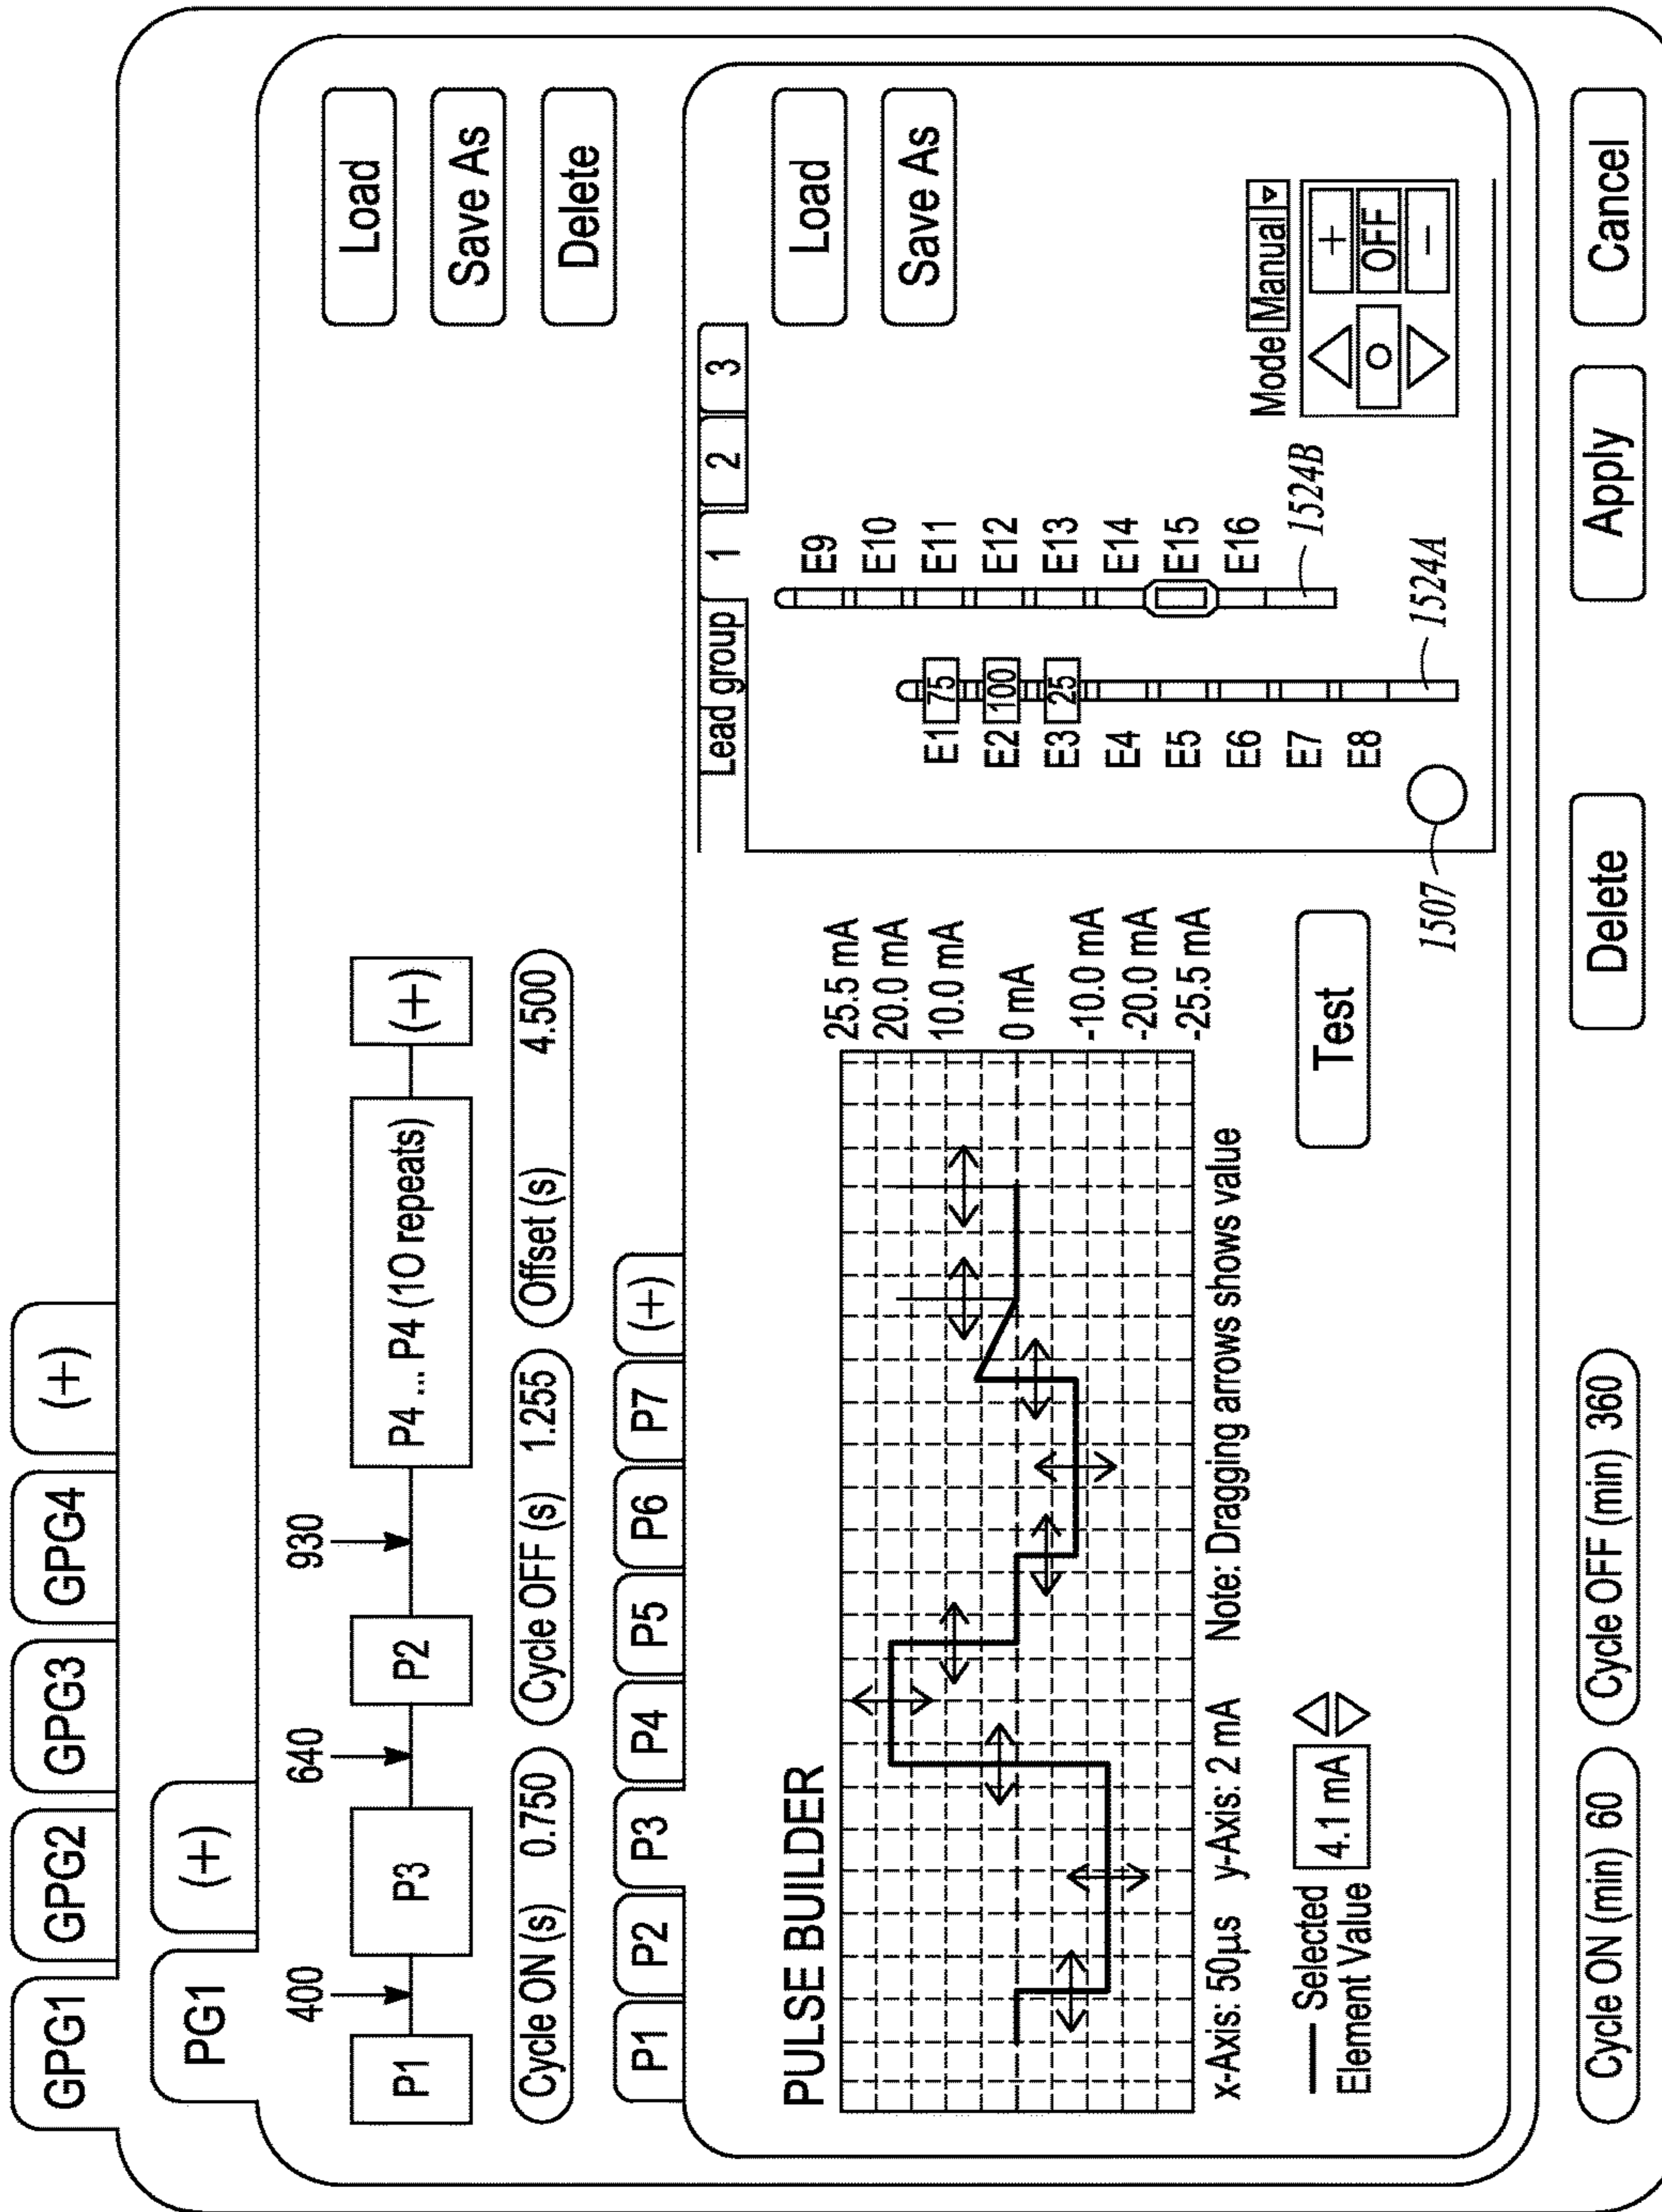 GPG1 GPG2 GPG3 GPG4 (+)
PG1 (+)
400 640 930
P1 P3 P2 P4 ... P4 (10 repeats) (+)
Load
Save As
Delete
Cycle ON (s) 0.750 Cycle OFF (s) 1.255 Offset (s) 4.500
P1 P2 P3 P4 P5 P6 P7 (+)
Lead group 1 2 3
PULSE BUILDER
25.5 mA
20.0 mA
10.0 mA
0 mA
-10.0 mA
-20.0 mA
-25.5 mA
x-Axis: 50µs y-Axis: 2 mA Note: Dragging arrows shows value
Selected
Element Value
4.1 mA
Test
E1 75
E2 100
E3 25
E4
E5
E6
E7
E8
E9
E10
E11
E12
E13
E14
E15
E16
1507
1524A
1524B
Load
Save As
Mode Manual
+
O OFF
−
Cycle ON (min) 60 Cycle OFF (min) 360 Delete Apply Cancel